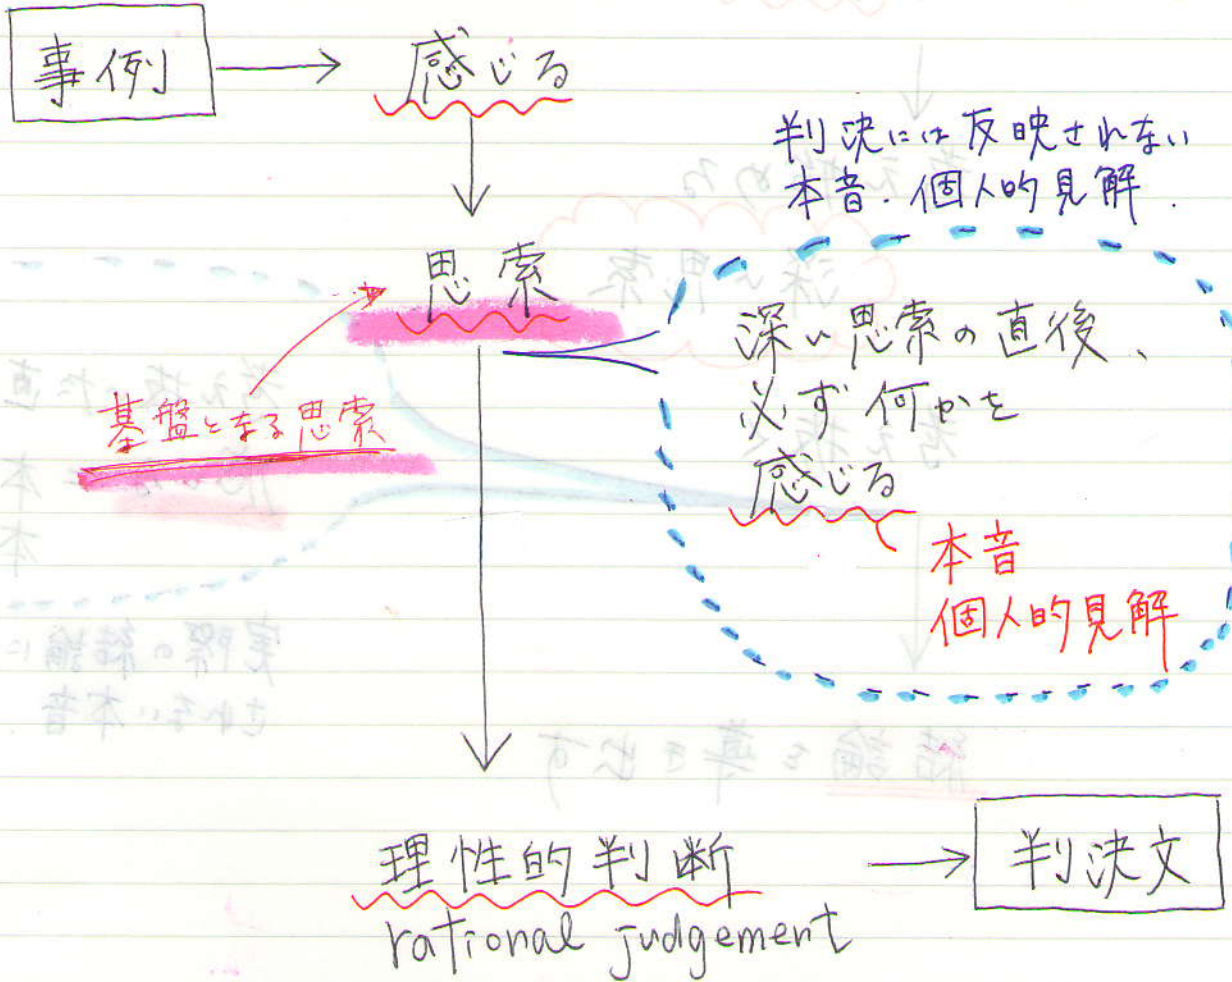 事例
感じる
判決には反映されない
本音.個人的見解.
思索
深い思索の直後、
必ず何かを
感じる
基盤となる思索
本音
個人的見解
理性的判断
rational judgement
判決文